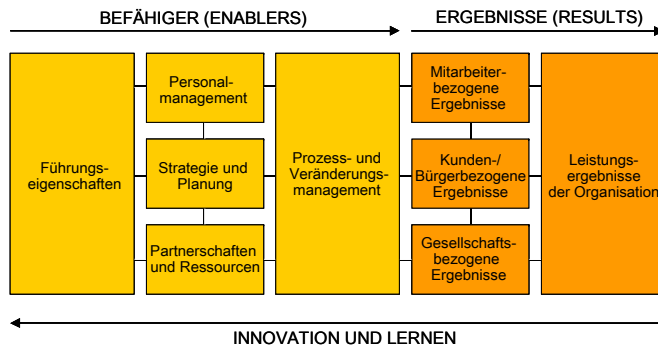 BEFÄHIGER (ENABLERS)
ERGEBNISSE (RESULTS)
Führungs-
eigenschaften
Personal-
management
Strategie und
Planung
Partnerschaften
und Ressourcen
Prozess- und
Veränderungs-
management
Mitarbeiter-
bezogene
Ergebnisse
Kunden-/
Bürgerbezogene
Ergebnisse
Gesellschafts-
bezogene
Ergebnisse
Leistungs-
ergebnisse
der Organisation
INNOVATION UND LERNEN